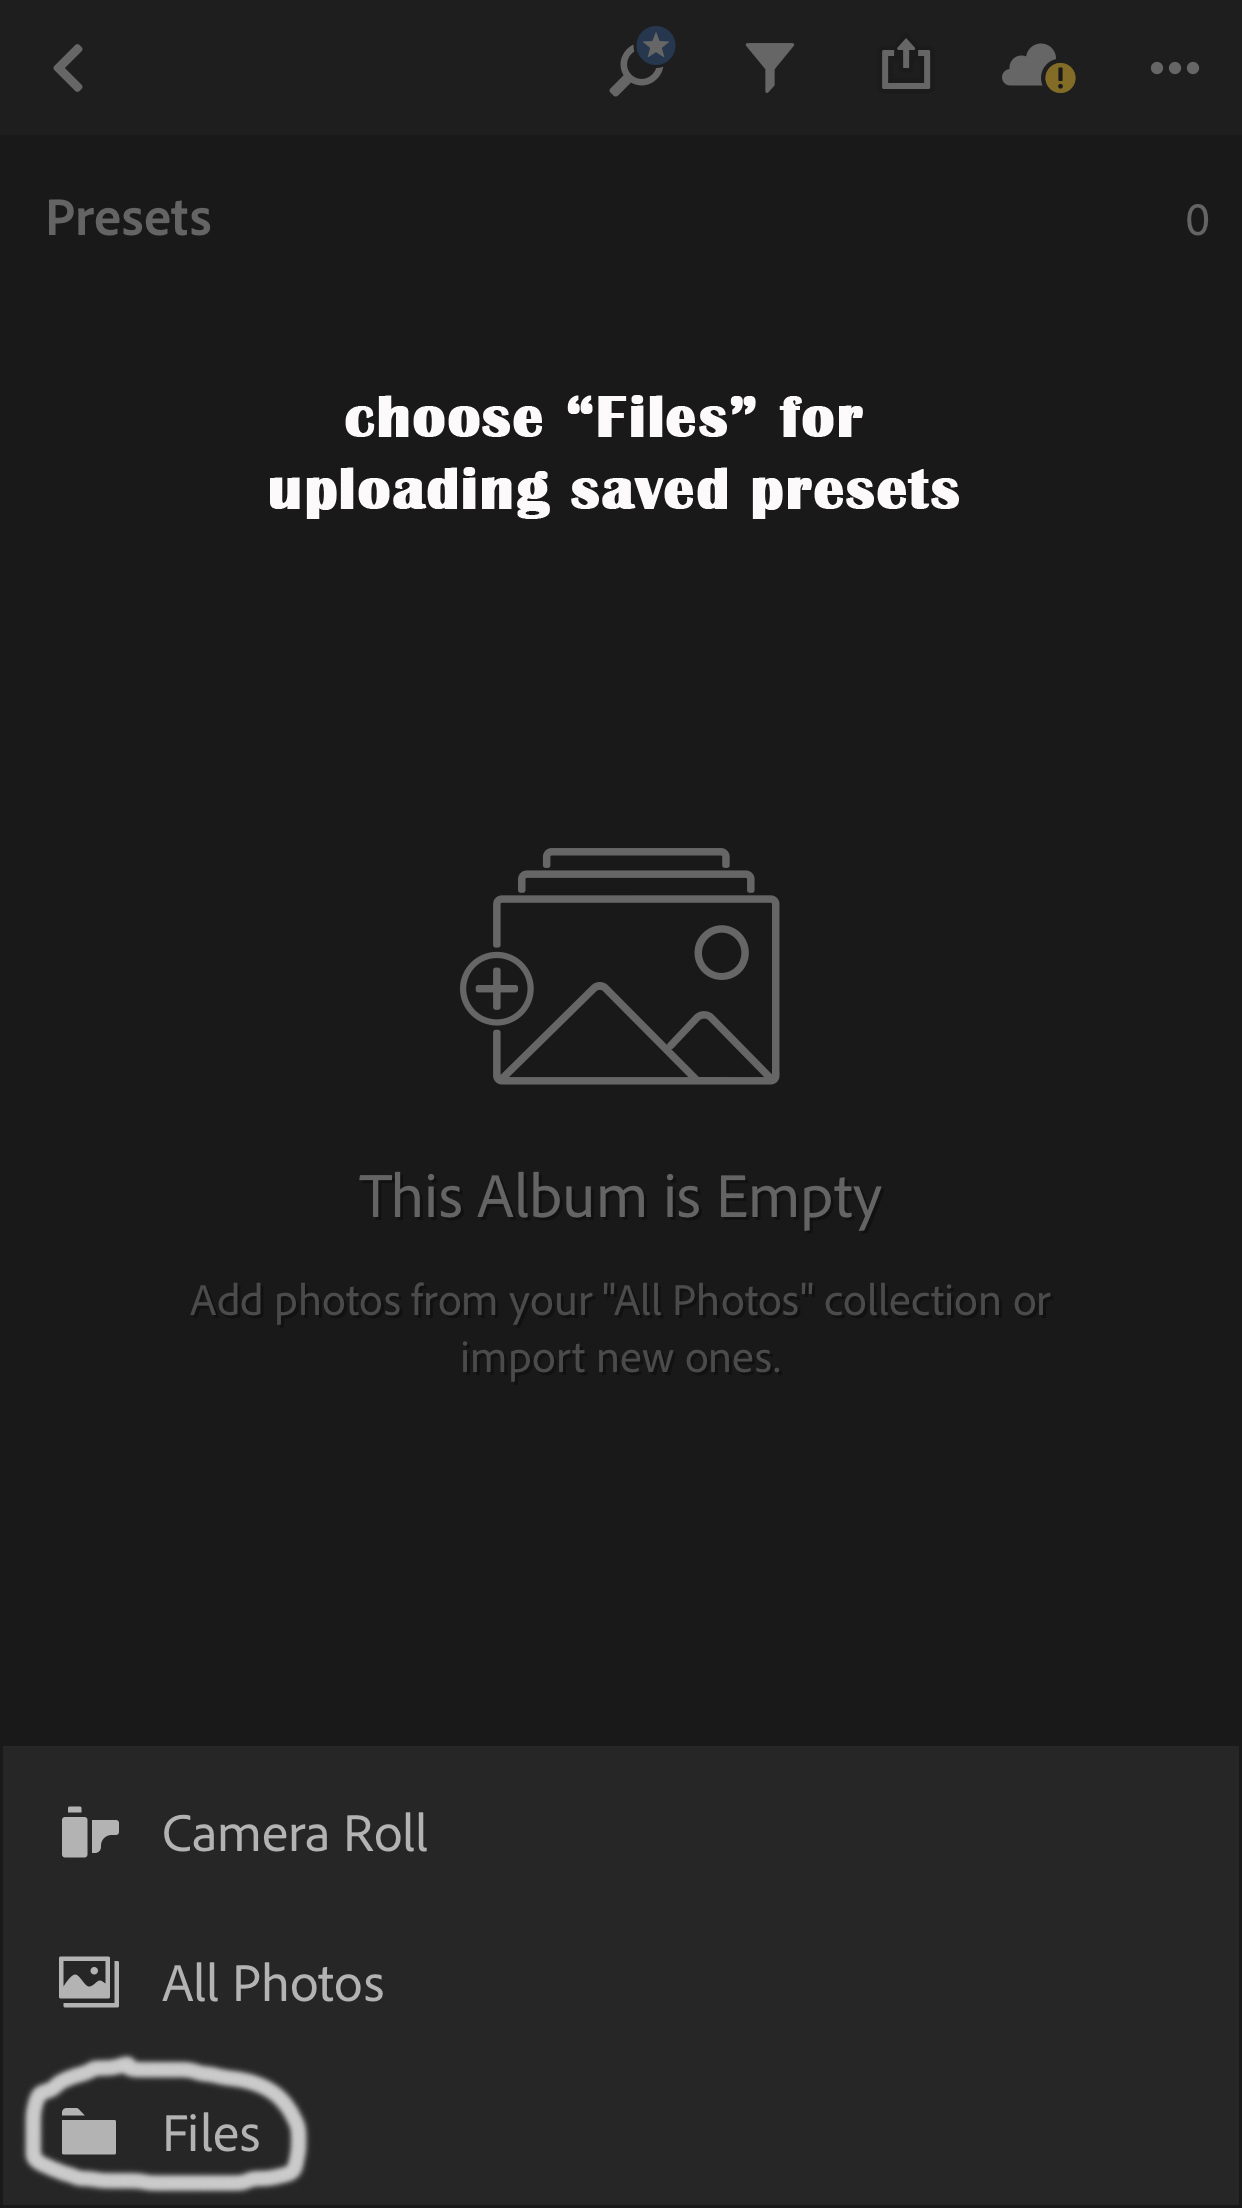 Presets
0
choose “Files” for
uploading saved presets
This Album is Empty
Add photos from your "All Photos" collection or
import new ones.
Camera Roll
All Photos
Files